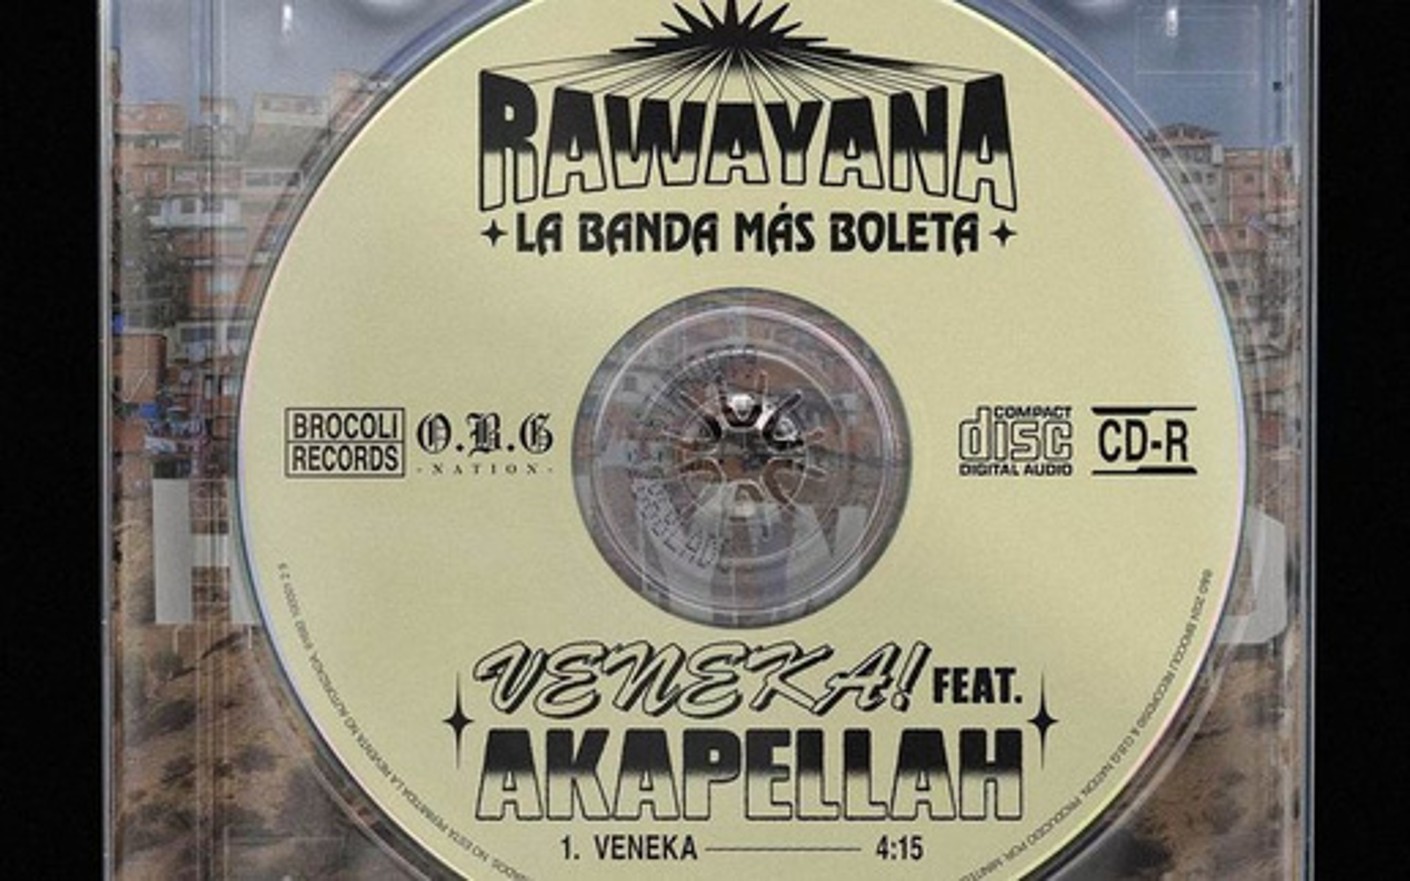 RAWAYANA
LA BANDA MÁS BOLETA
BROCOLI
RECORDS
O.B.G
-NATION-
COMPACT
disc
DIGITAL AUDIO
CD-R
VENEKA! FEAT.
AKAPELLAH
1. VENEKA 4:15